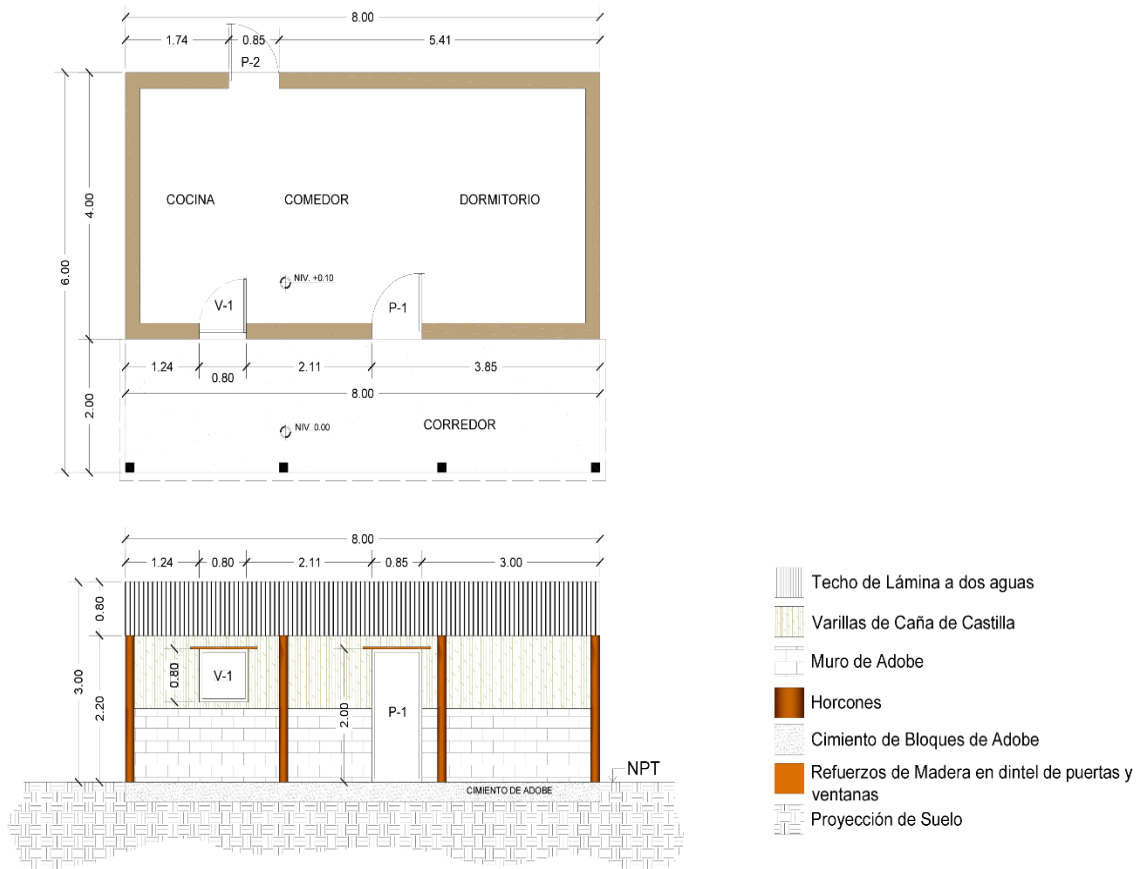 8.00
1.74
0.85
5.41
P-2
4.00
6.00
2.00
COCINA
COMEDOR
DORMITORIO
NIV. +0.10
V-1
P-1
1.24
0.80
2.11
3.85
8.00
NIV. 0.00
CORREDOR
8.00
1.24
0.80
2.11
0.85
3.00
0.80
3.00
2.20
0.80
V-1
2.00
P-1
NPT
CIMIENTO DE ADOBE
Techo de Lámina a dos aguas
Varillas de Caña de Castilla
Muro de Adobe
Horcones
Cimiento de Bloques de Adobe
Refuerzos de Madera en dintel de puertas y
ventanas
Proyección de Suelo